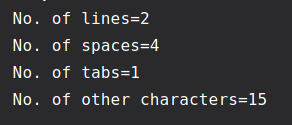 No. of lines=2
No. of spaces=4
No. of tabs=1
No. of other characters=15